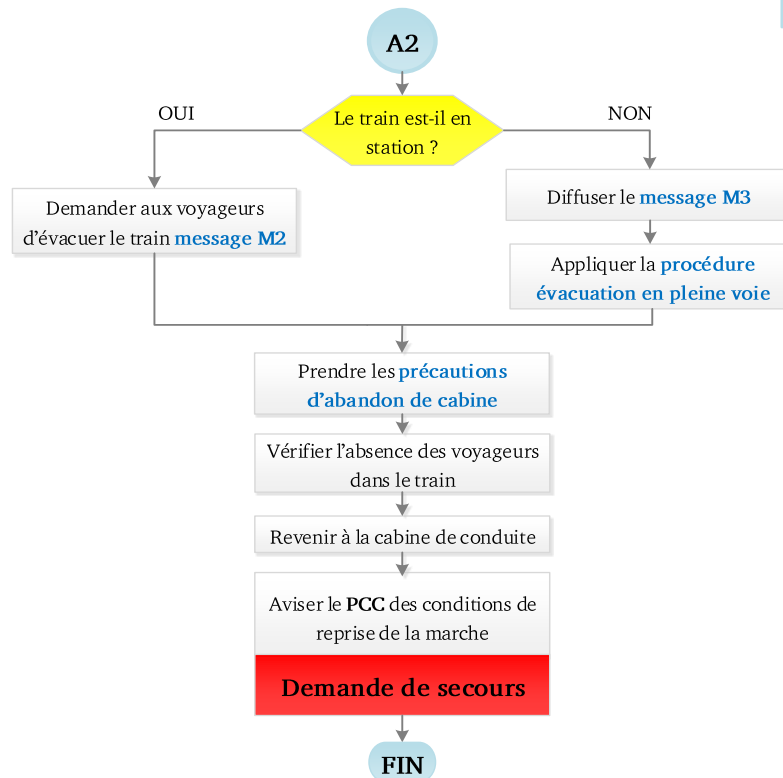 A2
Le train est-il en
station ?
OUI
NON
Demander aux voyageurs
d'évacuer le train message M2
Diffuser le message M3
Appliquer la procédure
évacuation en pleine voie
Prendre les précautions
d'abandon de cabine
Vérifier l'absence des voyageurs
dans le train
Revenir à la cabine de conduite
Aviser le PCC des conditions de
reprise de la marche
Demande de secours
FIN